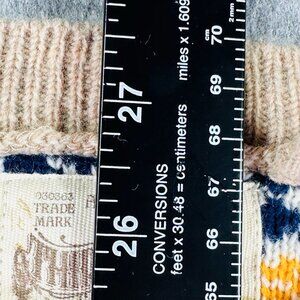 27
26
CONVERSIONS
feet x 30.48 = centimeters
miles x 1.609
cm
2 mm
70
69
68
67
66
65
030363
TRADE
MARK